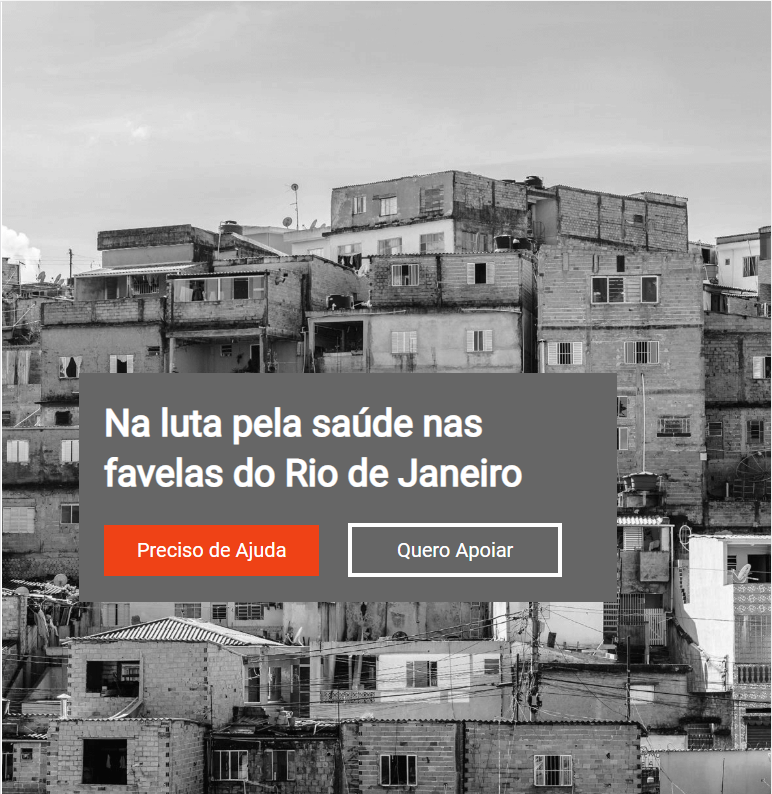 Na luta pela saúde nas
favelas do Rio de Janeiro
Preciso de Ajuda
Quero Apoiar